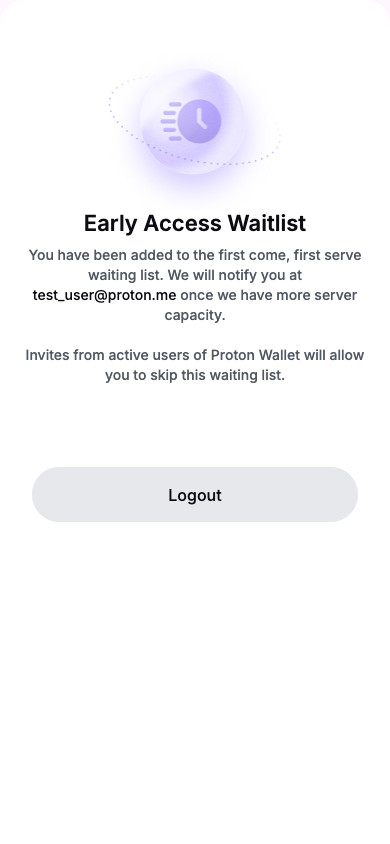 Early Access Waitlist
You have been added to the first come, first serve
waiting list. We will notify you at
test_user@proton.me once we have more server
capacity.
Invites from active users of Proton Wallet will allow
you to skip this waiting list.
Logout